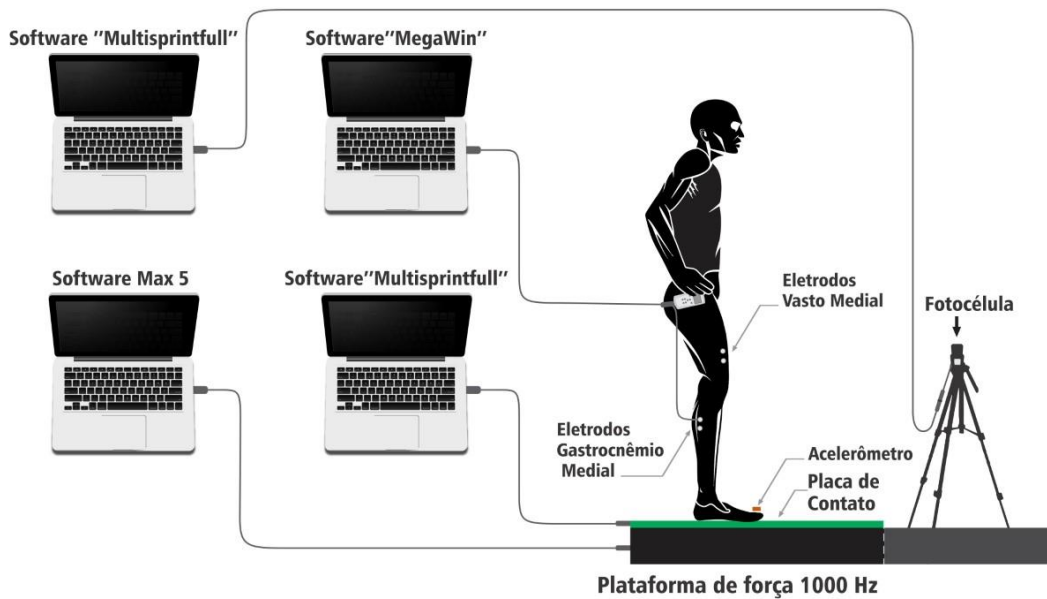 Software "Multisprintfull"
Software"MegaWin"
Software Max 5
Software"Multisprintfull"
Eletrodos
Vasto Medial
Fotocélula
Eletrodos
Gastrocnêmio
Medial
Acelerômetro
Placa de
Contato
Plataforma de força 1000 Hz